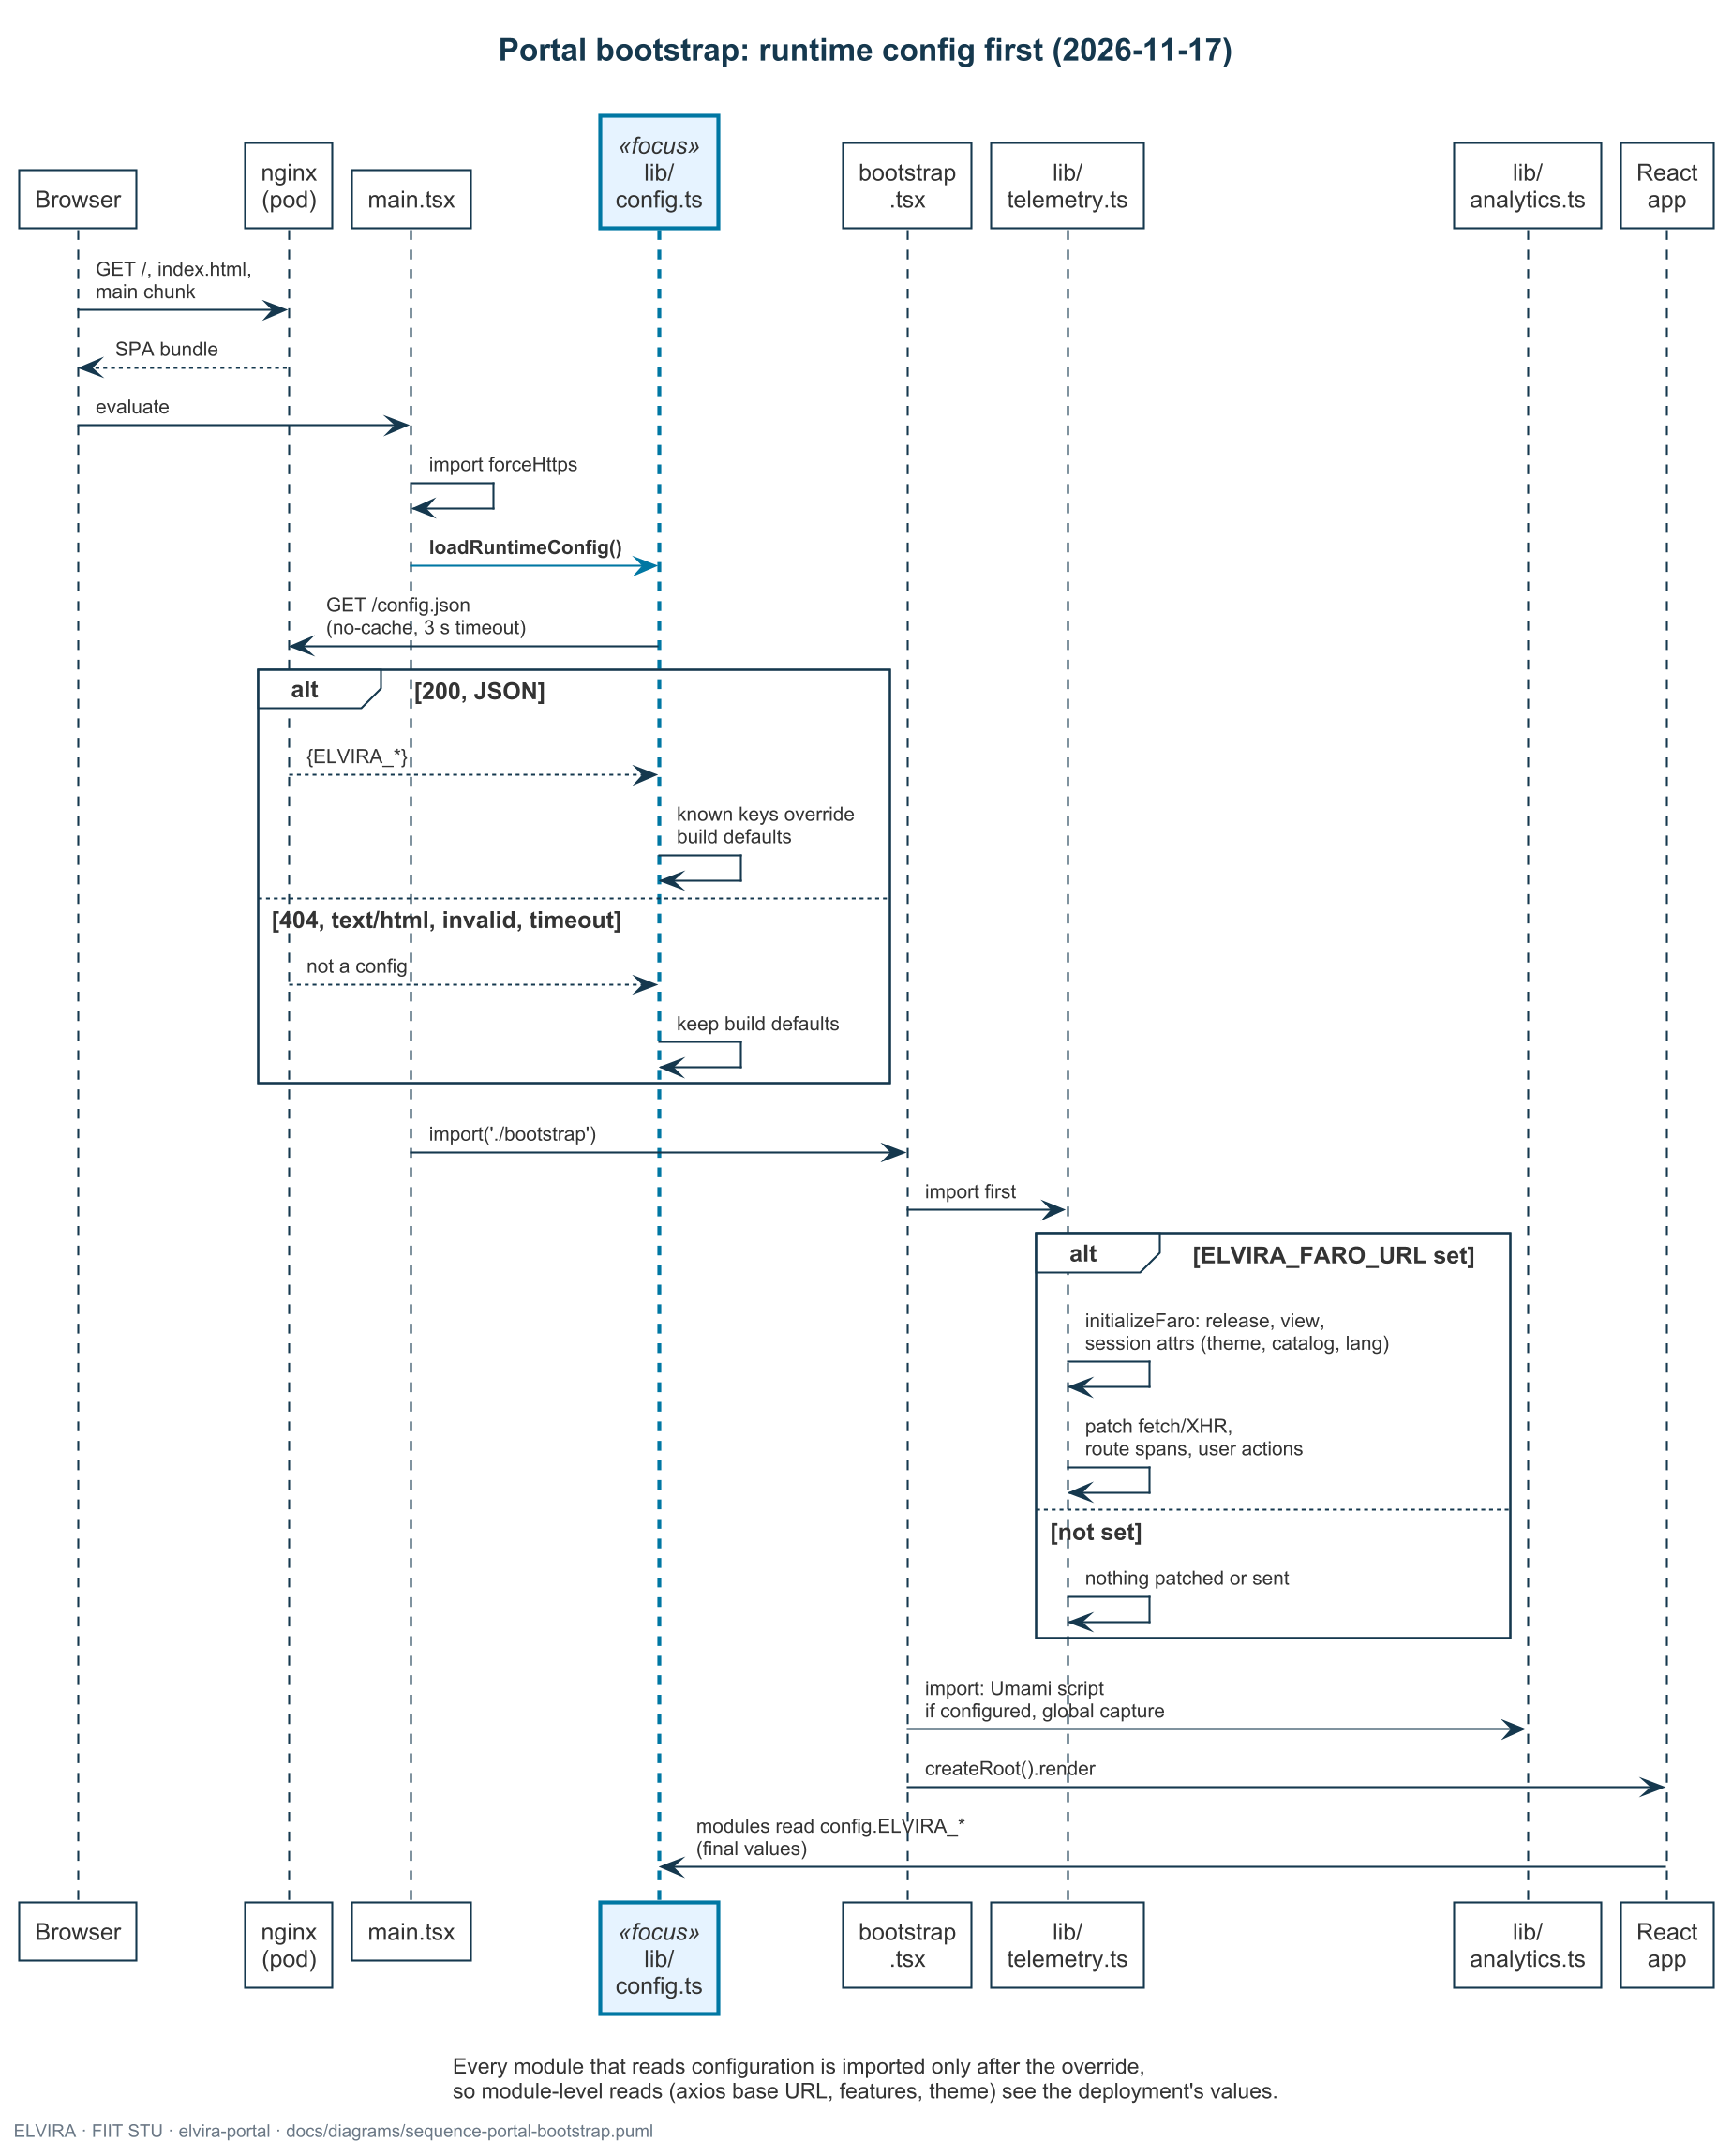 Portal bootstrap: runtime config first (2026-11-17)
Browser
nginx
(pod)
main.tsx
«focus»
lib/
config.ts
bootstrap
.tsx
lib/
telemetry.ts
lib/
analytics.ts
React
app
GET /, index.html,
main chunk
SPA bundle
evaluate
import forceHttps
loadRuntimeConfig()
GET /config.json
(no-cache, 3 s timeout)
alt
[200, JSON]
{ELVIRA_*}
known keys override
build defaults
[404, text/html, invalid, timeout]
not a config
keep build defaults
import('./bootstrap')
import first
alt
[ELVIRA_FARO_URL set]
initializeFaro: release, view,
session attrs (theme, catalog, lang)
patch fetch/XHR,
route spans, user actions
[not set]
nothing patched or sent
import: Umami script
if configured, global capture
createRoot().render
modules read config.ELVIRA_*
(final values)
Browser
nginx
(pod)
main.tsx
«focus»
lib/
config.ts
bootstrap
.tsx
lib/
telemetry.ts
lib/
analytics.ts
React
app
Every module that reads configuration is imported only after the override,
so module-level reads (axios base URL, features, theme) see the deployment's values.
ELVIRA · FIIT STU · elvira-portal · docs/diagrams/sequence-portal-bootstrap.puml